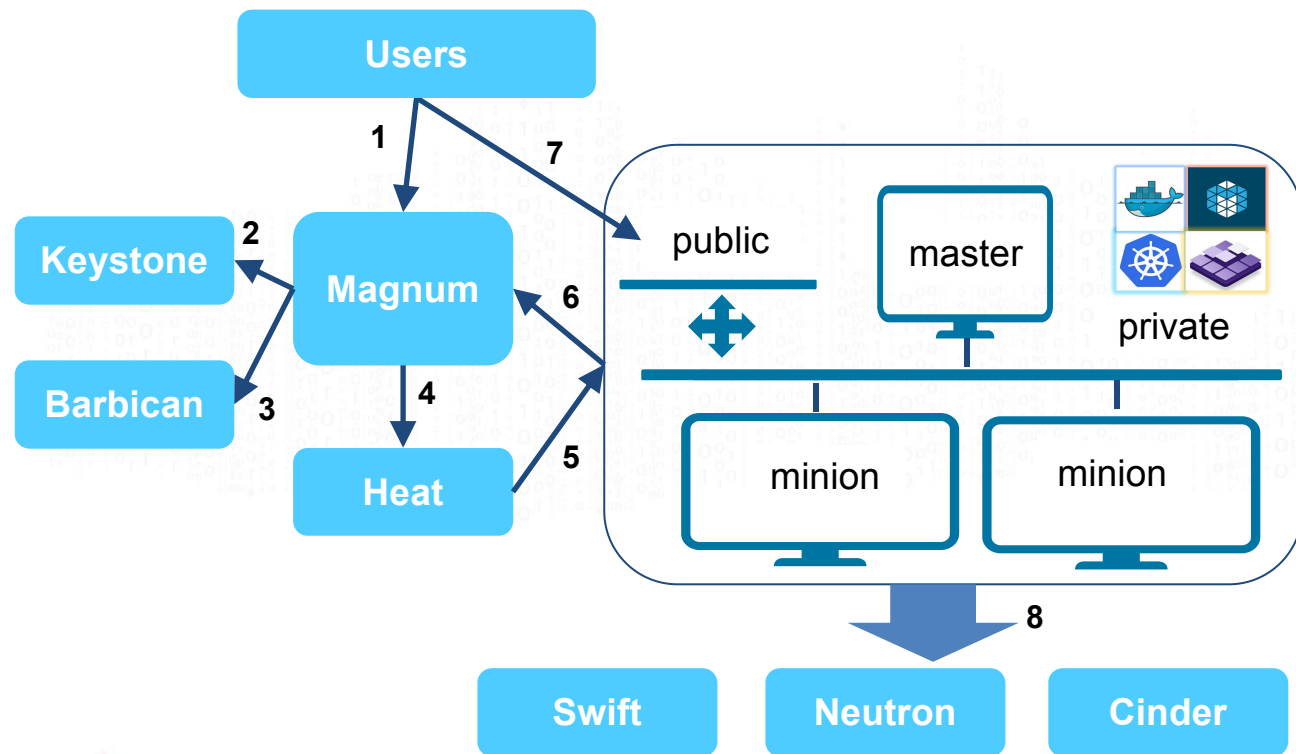 Users
1
7
2
Keystone
Magnum
6
public
master
private
Barbican
3
4
5
Heat
minion
minion
8
Swift
Neutron
Cinder